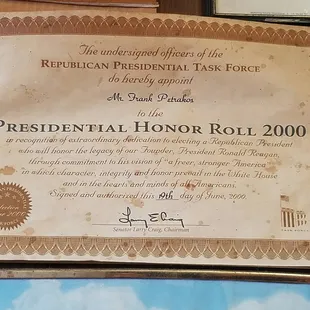 The undersigned officers of the
REPUBLICAN PRESIDENTIAL TASK FORCE®
do hereby appoint
Mr. Frank Petrakos
to the
PRESIDENTIAL HONOR ROLL 2000
in recognition of extraordinary dedication to electing a Republican President
who will honor the legacy of our Founder, President Ronald Reagan,
through commitment to his vision of "a freer, stronger America"
in which character, integrity and honor prevail in the White House
and in the hearts and minds of all Americans.
Signed and authorized this 19th day of June, 2000.
Senator Larry Craig, Chairman